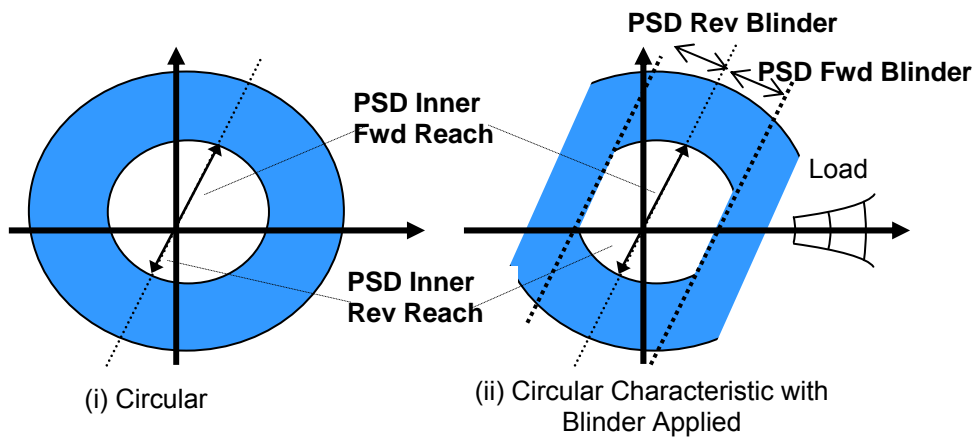 PSD Rev Blinder
PSD Fwd Blinder
PSD Inner
Fwd Reach
Load
PSD Inner
Rev Reach
(i) Circular
(ii) Circular Characteristic with
Blinder Applied